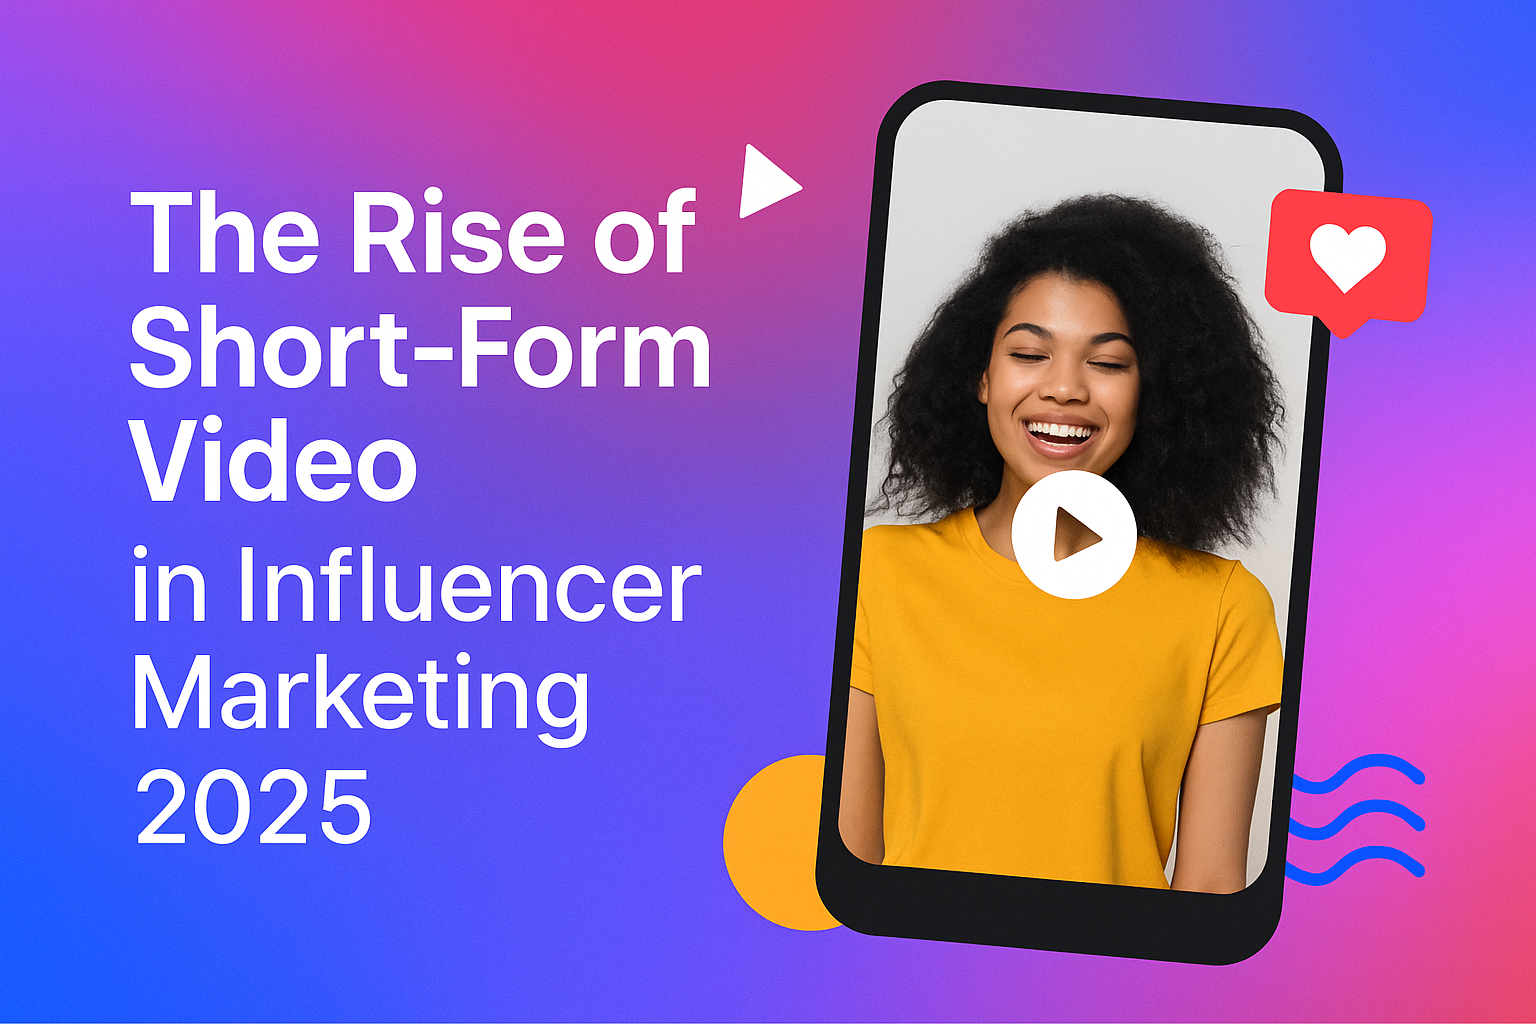 The Rise of
Short-Form
Video
in Influencer
Marketing
2025